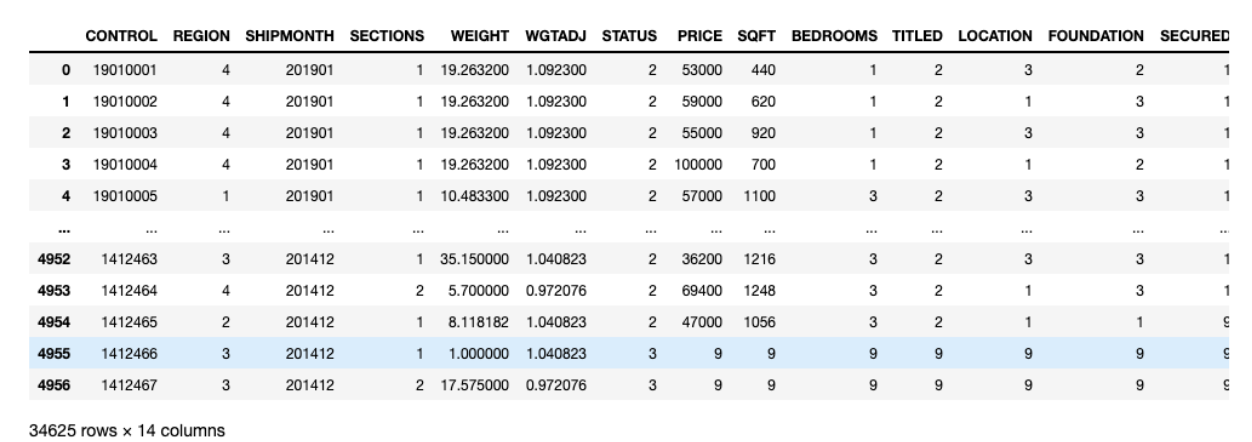 CONTROL REGION SHIPMONTH SECTIONS WEIGHT WGTADJ STATUS PRICE SQFT BEDROOMS TITLED LOCATION FOUNDATION SECURED
0 19010001 4 201901 1 19.263200 1.092300 2 53000 440 1 2 3 2 1
1 19010002 4 201901 1 19.263200 1.092300 2 59000 620 1 2 1 3 1
2 19010003 4 201901 1 19.263200 1.092300 2 55000 920 1 2 3 3 1
3 19010004 4 201901 1 19.263200 1.092300 2 100000 700 1 2 1 2 1
4 19010005 1 201901 1 10.483300 1.092300 2 57000 1100 3 2 3 3 1
... ... ... ... ... ... ... ... ... ... ... ... ... ... ...
4952 1412463 3 201412 1 35.150000 1.040823 2 36200 1216 3 2 3 3 1
4953 1412464 4 201412 2 5.700000 0.972076 2 69400 1248 3 2 1 3 1
4954 1412465 2 201412 1 8.118182 1.040823 2 47000 1056 3 2 1 1 9
4955 1412466 3 201412 1 1.000000 1.040823 3 9 9 9 9 9 9 9
4956 1412467 3 201412 2 17.575000 0.972076 3 9 9 9 9 9 9 9
34625 rows × 14 columns